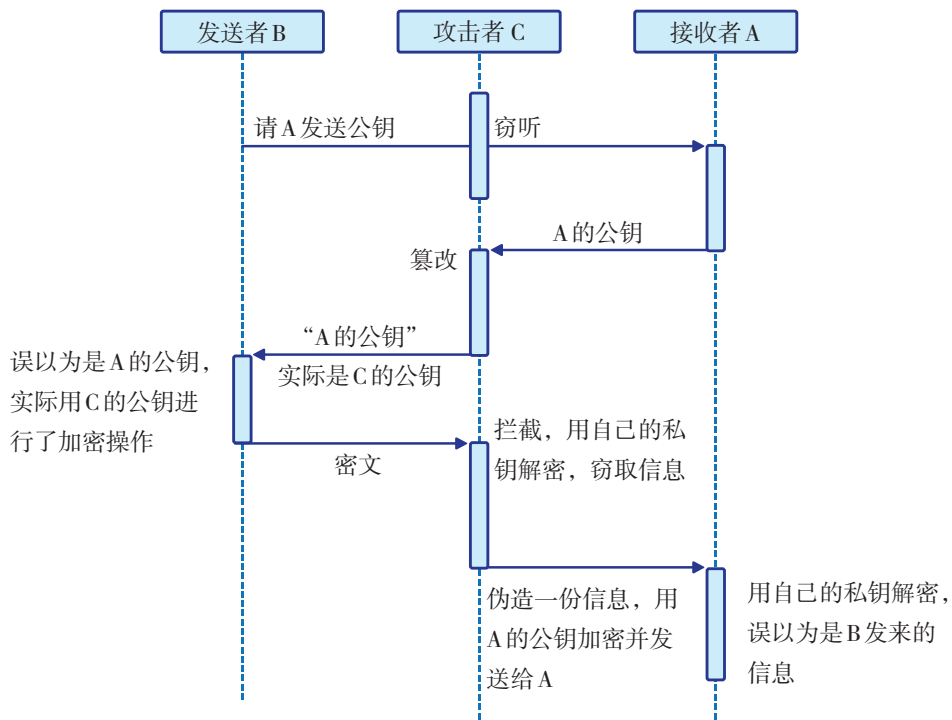 发送者B
攻击者C
接收者A
请A发送公钥
窃听
A的公钥
篡改
“A的公钥”
实际是C的公钥
误以为是A的公钥，
实际用C的公钥进
行了加密操作
密文
拦截，用自己的私
钥解密，窃取信息
伪造一份信息，用
A的公钥加密并发
送给A
用自己的私钥解密，
误以为是B发来的
信息